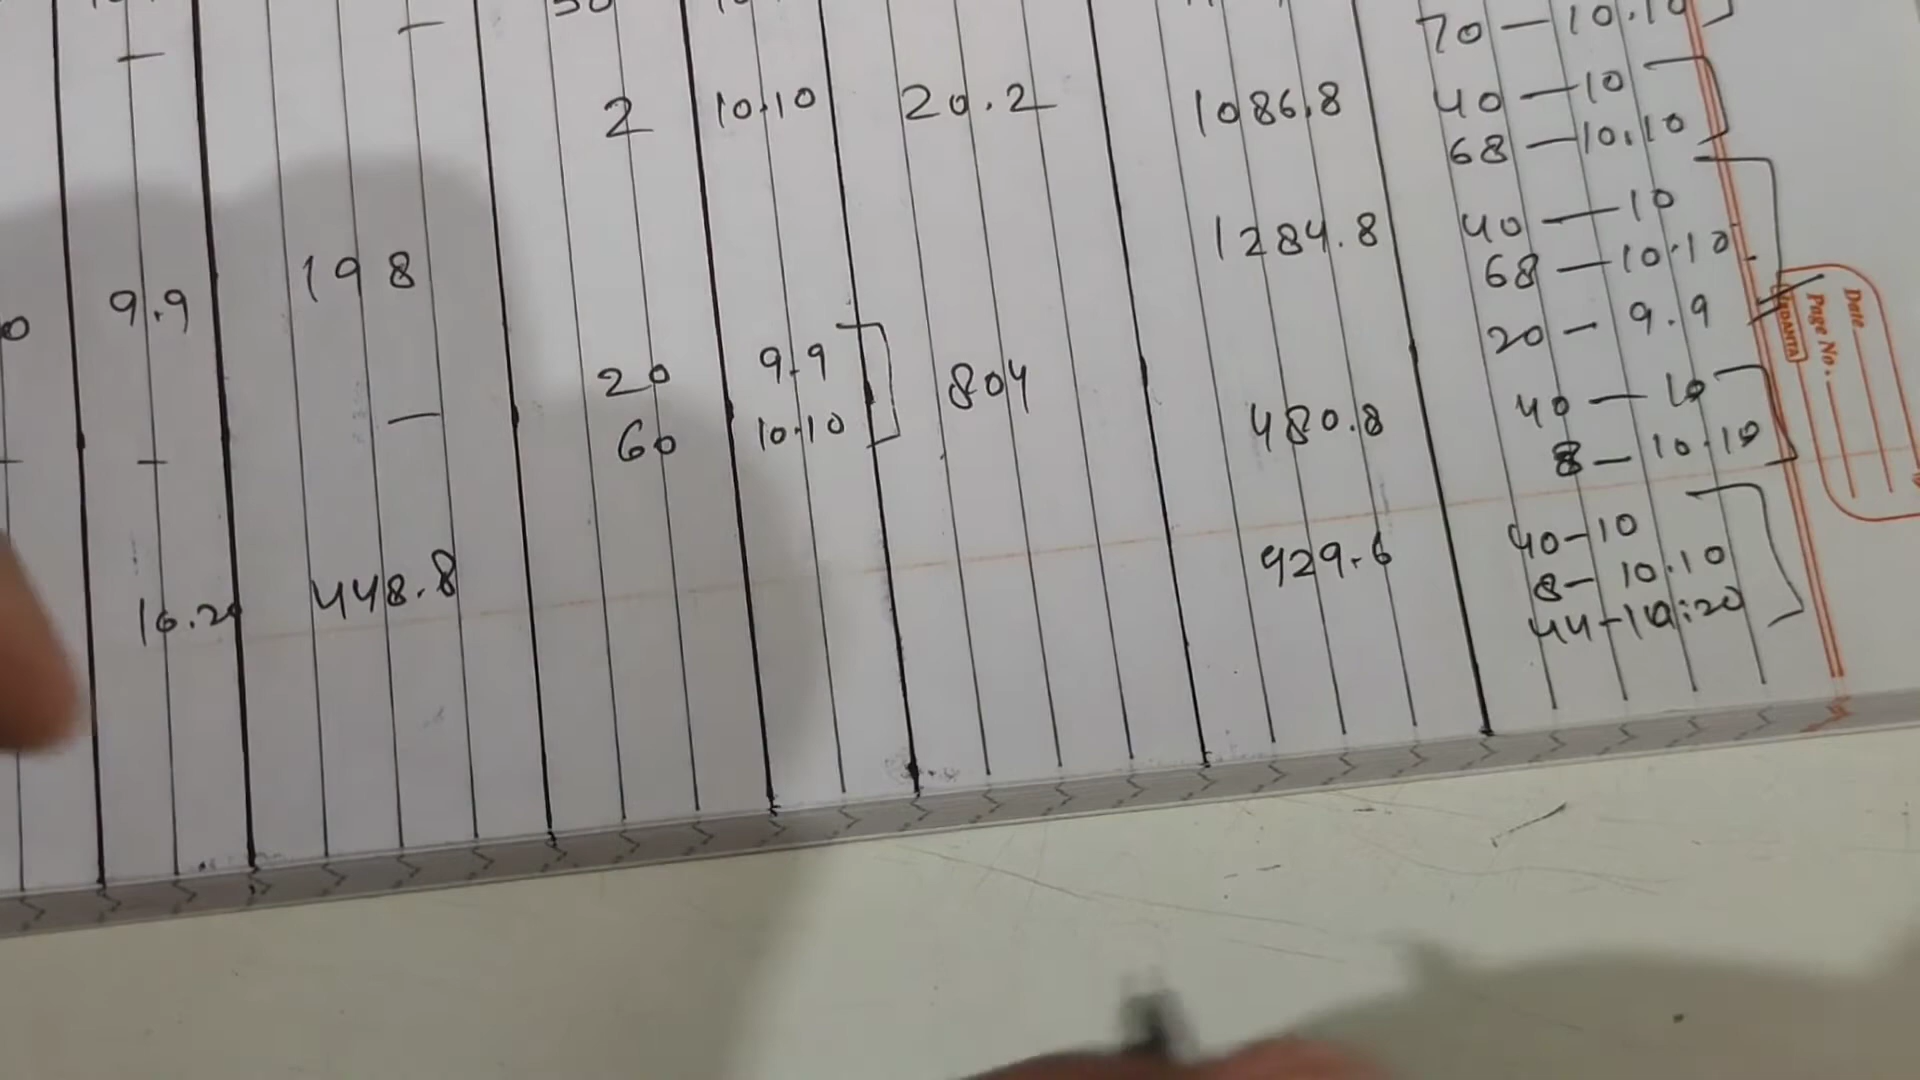 70 — 10.10
2 10.10 20.2 1086.8 40 — 10
68 — 10.10
9.9 198 1284.8 40 — 10
68 — 10.10
20 — 9.9
20 9.9 804 480.8 40 — 10
60 10.10 8 — 10.10
16.20 448.8 929.6 40-10
8- 10.10
44-10.20
Date
Page No.